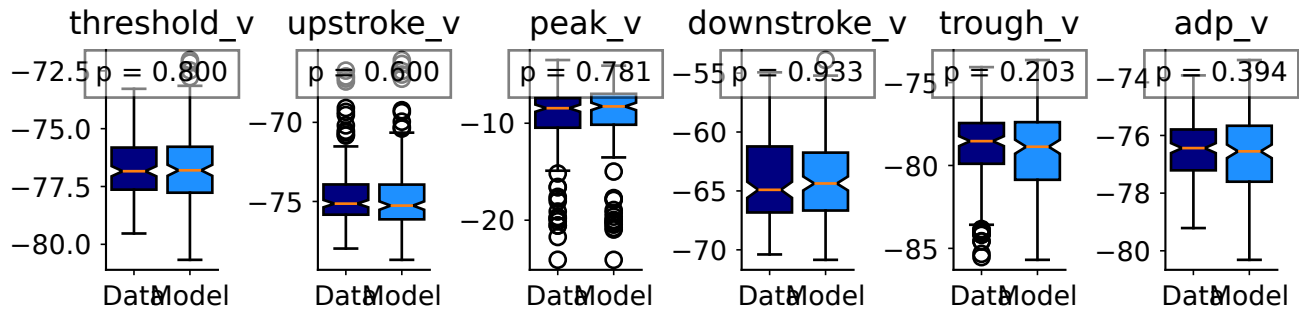 threshold_v
p = 0.800
−72.5
−75.0
−77.5
−80.0
Data
Model
upstroke_v
p = 0.600
−70
−75
Data
Model
peak_v
p = 0.781
−10
−20
Data
Model
downstroke_v
p = 0.933
−55
−60
−65
−70
Data
Model
trough_v
p = 0.203
−75
−80
−85
Data
Model
adp_v
p = 0.394
−74
−76
−78
−80
Data
Model